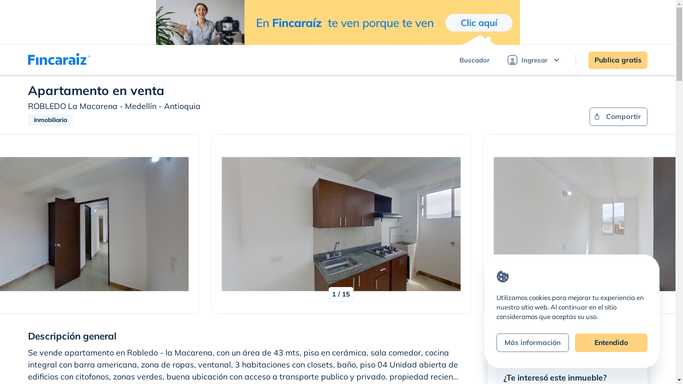 En Fincaraíz te ven porque te ven
Clic aquí
Fincaraiz
Buscador
Ingresar
Publica gratis
Apartamento en venta
ROBLEDO La Macarena - Medellín - Antioquia
Inmobiliaria
Compartir
1 / 15
Utilizamos cookies para mejorar tu experiencia en
nuestro sitio web. Al continuar en el sitio
consideramos que aceptas su uso.
Más información
Entendido
Descripción general
Se vende apartamento en Robledo - la Macarena, con un área de 43 mts, piso en cerámica, sala comedor, cocina
integral con barra americana, zona de ropas, ventanal, 3 habitaciones con closets, baño, piso 04 Unidad abierta de
edificios con citofonos, zonas verdes, buena ubicación con acceso a transporte publico y privado. propiedad recien...
¿Te interesó este inmueble?